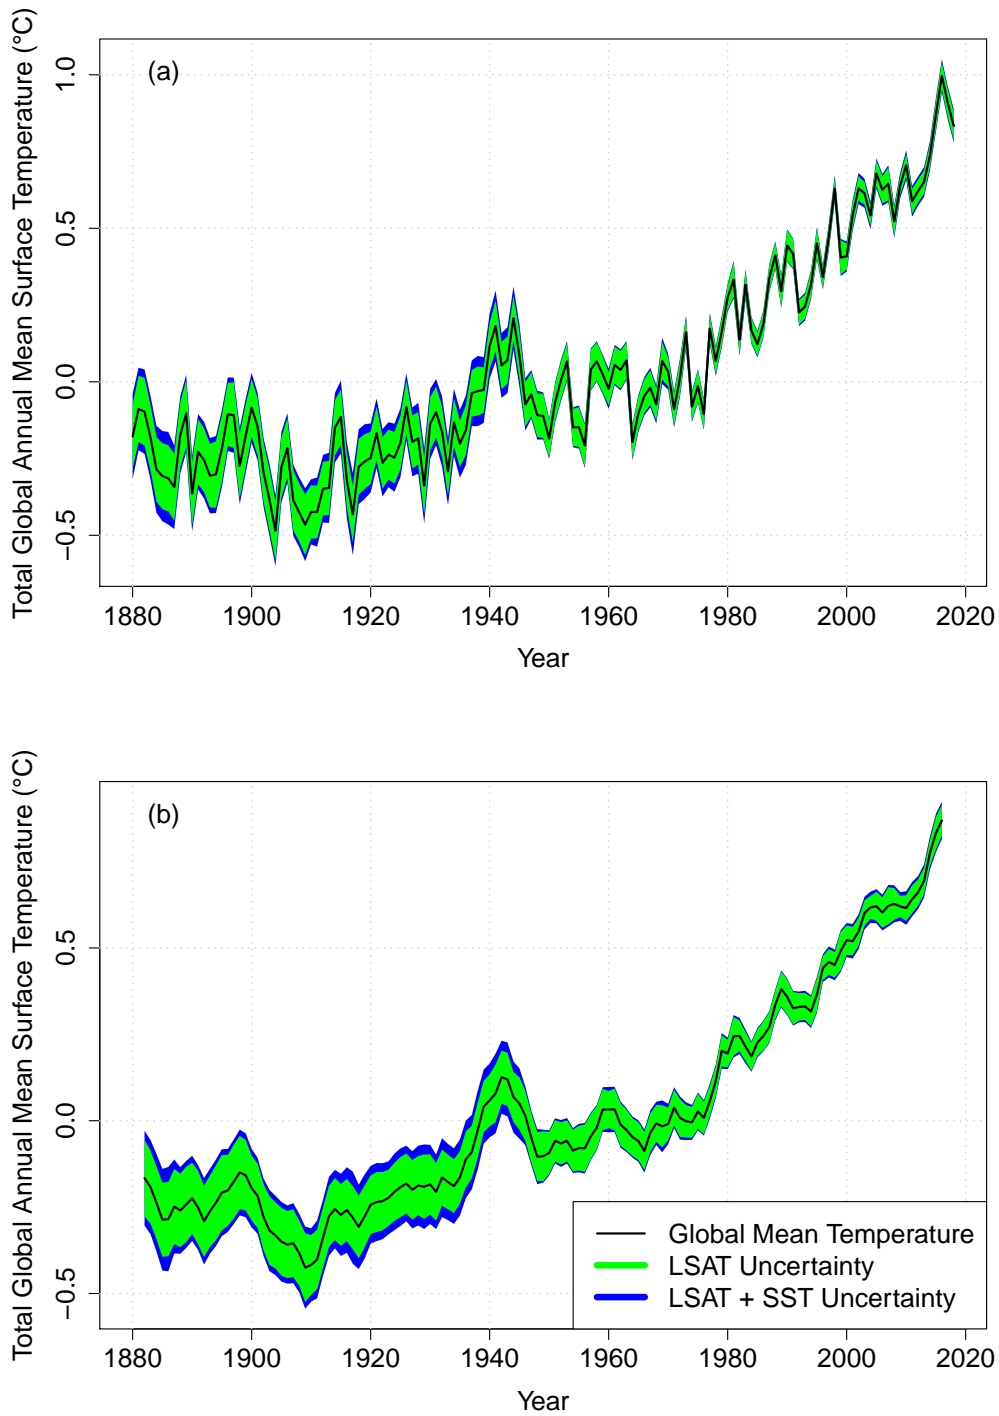 Total Global Annual Mean Surface Temperature (°C)
(a)
1.0
0.5
0.0
−0.5
1880 1900 1920 1940 1960 1980 2000 2020
Year
Total Global Annual Mean Surface Temperature (°C)
(b)
0.5
0.0
−0.5
Global Mean Temperature
LSAT Uncertainty
LSAT + SST Uncertainty
1880 1900 1920 1940 1960 1980 2000 2020
Year